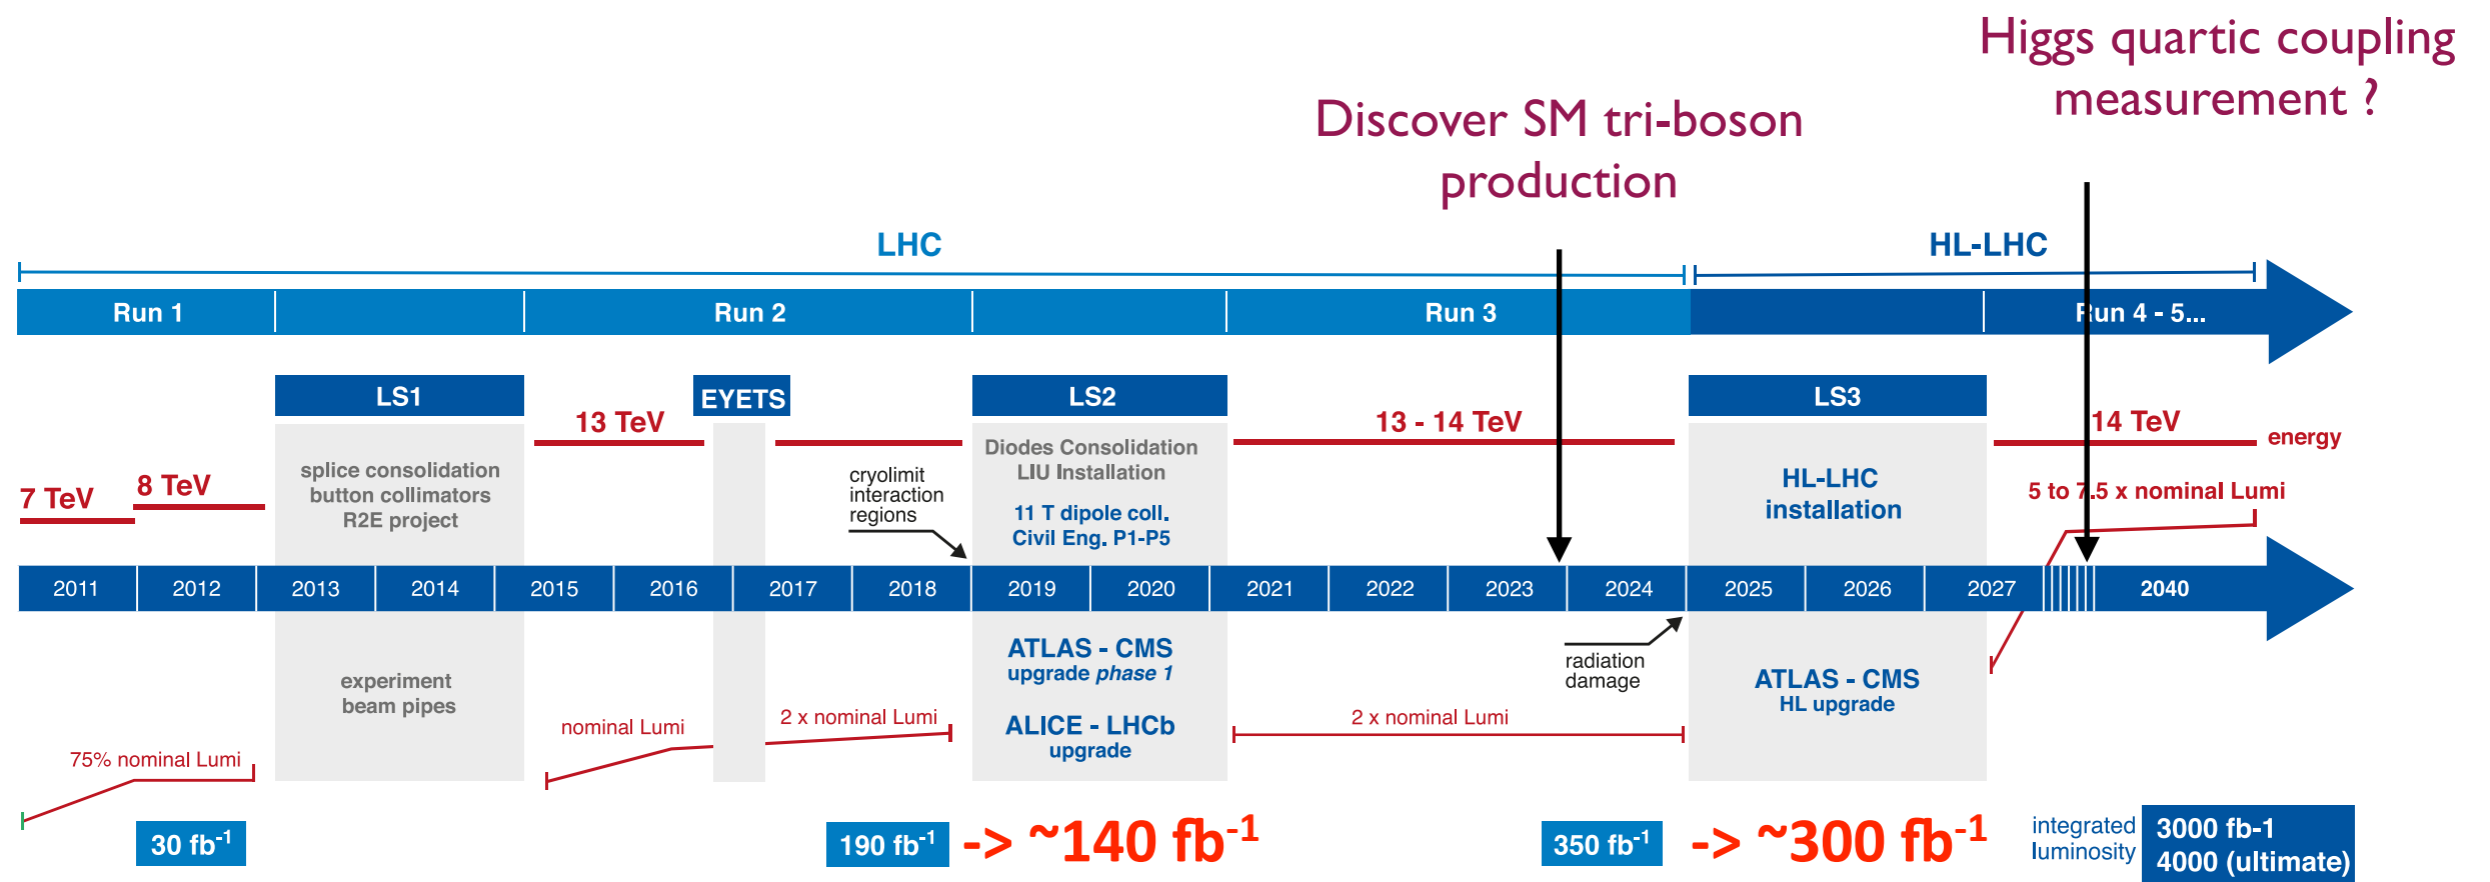 Higgs quartic coupling
measurement ?
Discover SM tri-boson
production
LHC
HL-LHC
Run 1
Run 2
Run 3
Run 4 - 5...
LS1
EYETS
LS2
LS3
13 TeV
13 - 14 TeV
14 TeV
energy
7 TeV
8 TeV
splice consolidation
button collimators
R2E project
cryolimit
interaction
regions
Diodes Consolidation
LIU Installation
11 T dipole coll.
Civil Eng. P1-P5
HL-LHC
installation
5 to 7.5 x nominal Lumi
2011 2012 2013 2014 2015 2016 2017 2018 2019 2020 2021 2022 2023 2024 2025 2026 2027 2040
experiment
beam pipes
ATLAS - CMS
upgrade phase 1
ALICE - LHCb
upgrade
radiation
damage
ATLAS - CMS
HL upgrade
75% nominal Lumi
nominal Lumi
2 x nominal Lumi
2 x nominal Lumi
30 fb⁻¹
190 fb⁻¹
-> ~140 fb⁻¹
350 fb⁻¹
-> ~300 fb⁻¹
integrated
luminosity
3000 fb-1
4000 (ultimate)